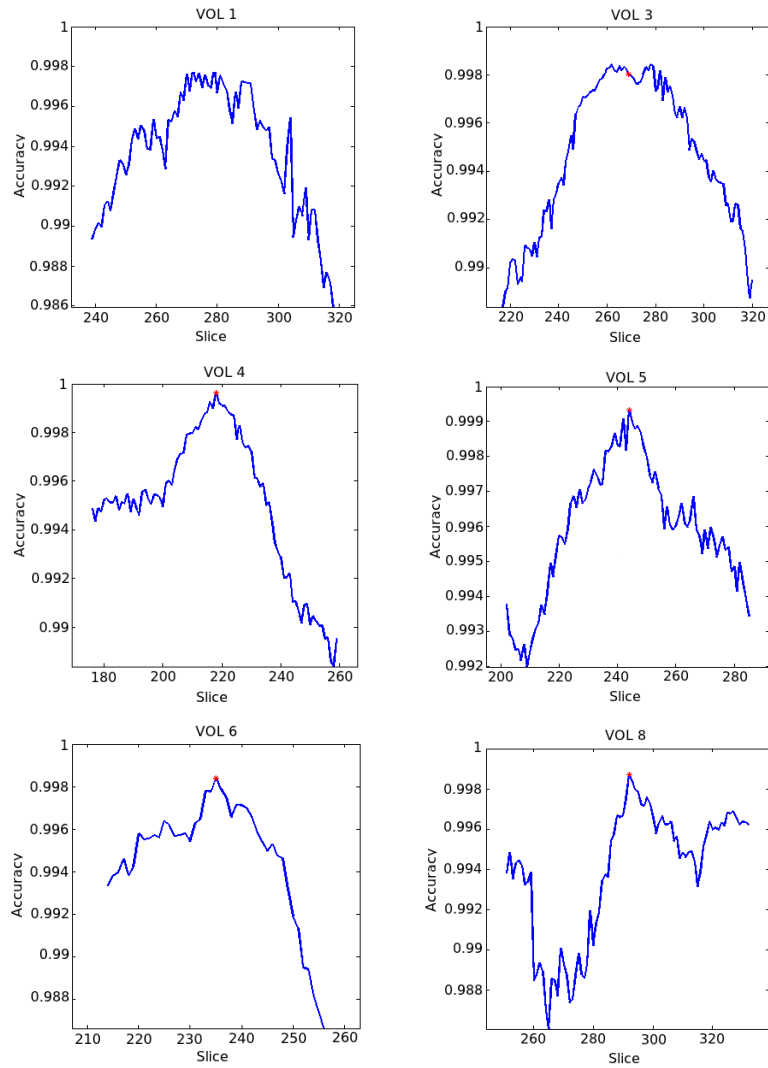 VOL 1
1
0.998
0.996
0.994
0.992
0.99
0.988
0.986
Accuracy
240 260 280 300 320
Slice
VOL 3
1
0.998
0.996
0.994
0.992
0.99
Accuracy
220 240 260 280 300 320
Slice
VOL 4
1
0.998
0.996
0.994
0.992
0.99
Accuracy
180 200 220 240 260
Slice
VOL 5
1
0.999
0.998
0.997
0.996
0.995
0.994
0.993
0.992
Accuracy
200 220 240 260 280
Slice
VOL 6
1
0.998
0.996
0.994
0.992
0.99
0.988
Accuracy
210 220 230 240 250 260
Slice
VOL 8
1
0.998
0.996
0.994
0.992
0.99
0.988
Accuracy
260 280 300 320
Slice